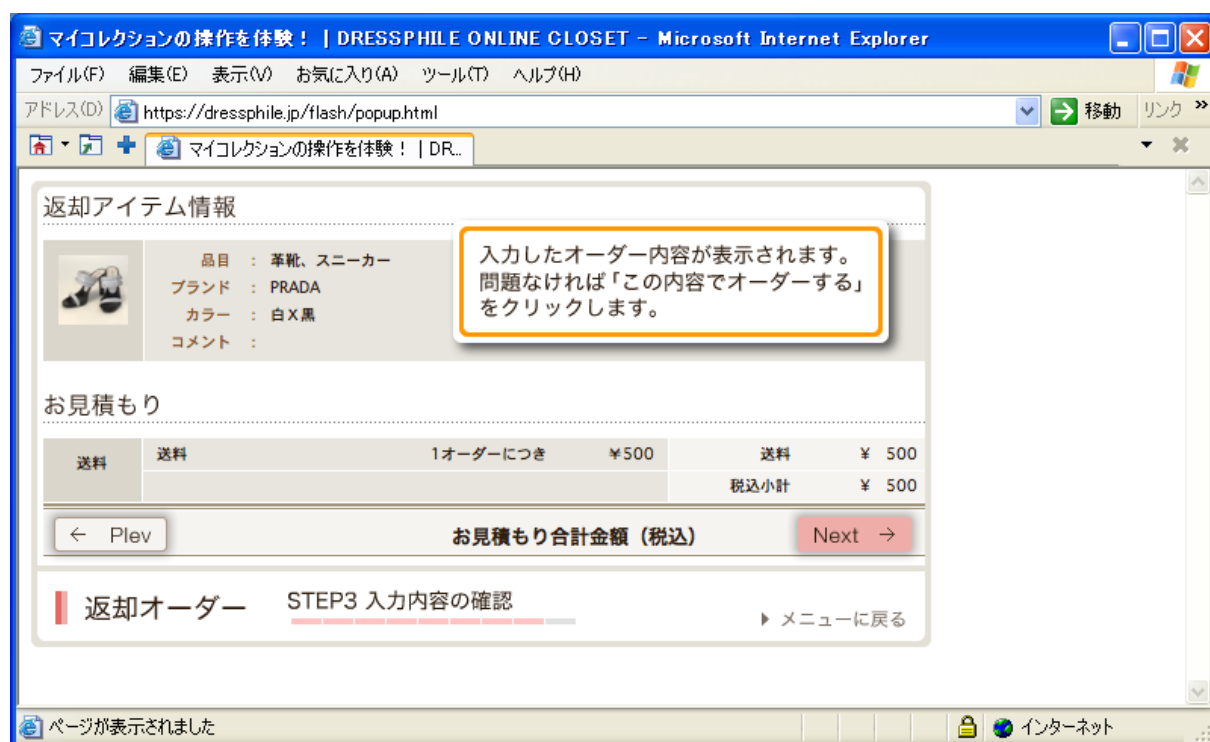 マイコレクションの操作を体験！ | DRESSPHILE ONLINE CLOSET - Microsoft Internet Explorer
ファイル(F) 編集(E) 表示(V) お気に入り(A) ツール(T) ヘルプ(H)
アドレス(D) https://dressphile.jp/flash/popup.html 移動 リンク »
マイコレクションの操作を体験！ | DR...
返却アイテム情報
品目 : 革靴、スニーカー
ブランド : PRADA
カラー : 白X黒
コメント :
入力したオーダー内容が表示されます。
問題なければ「この内容でオーダーする」
をクリックします。
お見積もり
送料 送料 1オーダーにつき ¥500 送料 ¥ 500
税込小計 ¥ 500
← Plev お見積もり合計金額（税込） Next →
返却オーダー STEP3 入力内容の確認
メニューに戻る
ページが表示されました インターネット